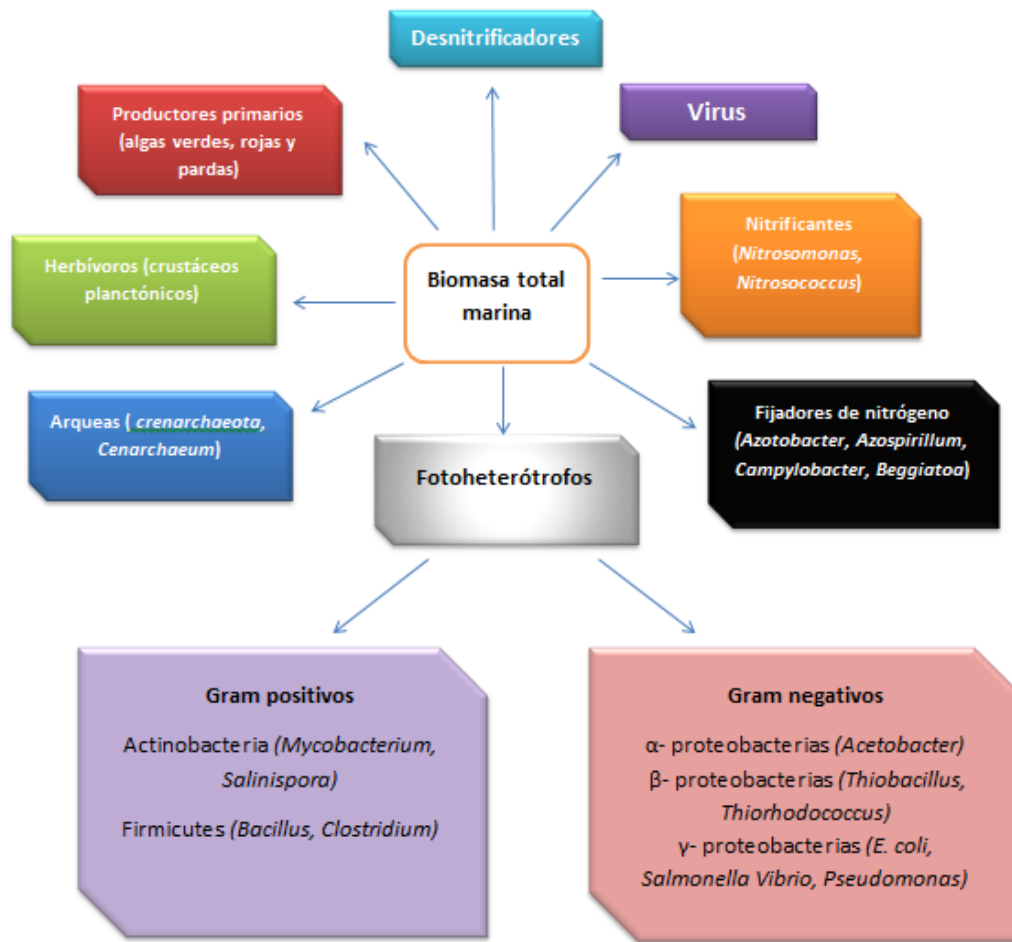 Desnitrificadores
Productores primarios
(algas verdes, rojas y
pardas)
Virus
Herbívoros (crustáceos
planctónicos)
Biomasa total
marina
Nitrificantes
(Nitrosomonas,
Nitrosococcus)
Arqueas ( crenarchaeota,
Cenarchaeum)
Fotoheterótrofos
Fijadores de nitrógeno
(Azotobacter, Azospirillum,
Campylobacter, Beggiatoa)
Gram positivos
Actinobacteria (Mycobacterium,
Salinispora)
Firmicutes (Bacillus, Clostridium)
Gram negativos
α- proteobacterias (Acetobacter)
β- proteobacterias (Thiobacillus,
Thiorhodococcus)
γ- proteobacterias (E. coli,
Salmonella Vibrio, Pseudomonas)